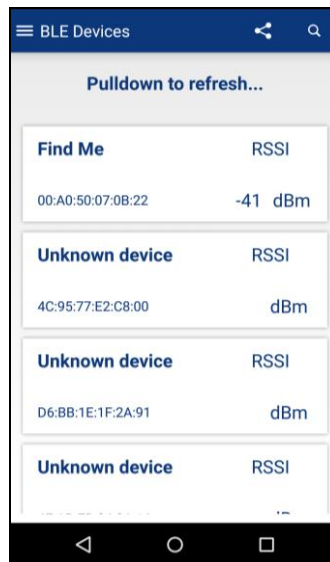 BLE Devices
Pulldown to refresh...
Find Me RSSI
00:A0:50:07:0B:22 -41 dBm
Unknown device RSSI
4C:95:77:E2:C8:00 dBm
Unknown device RSSI
D6:BB:1E:1F:2A:91 dBm
Unknown device RSSI